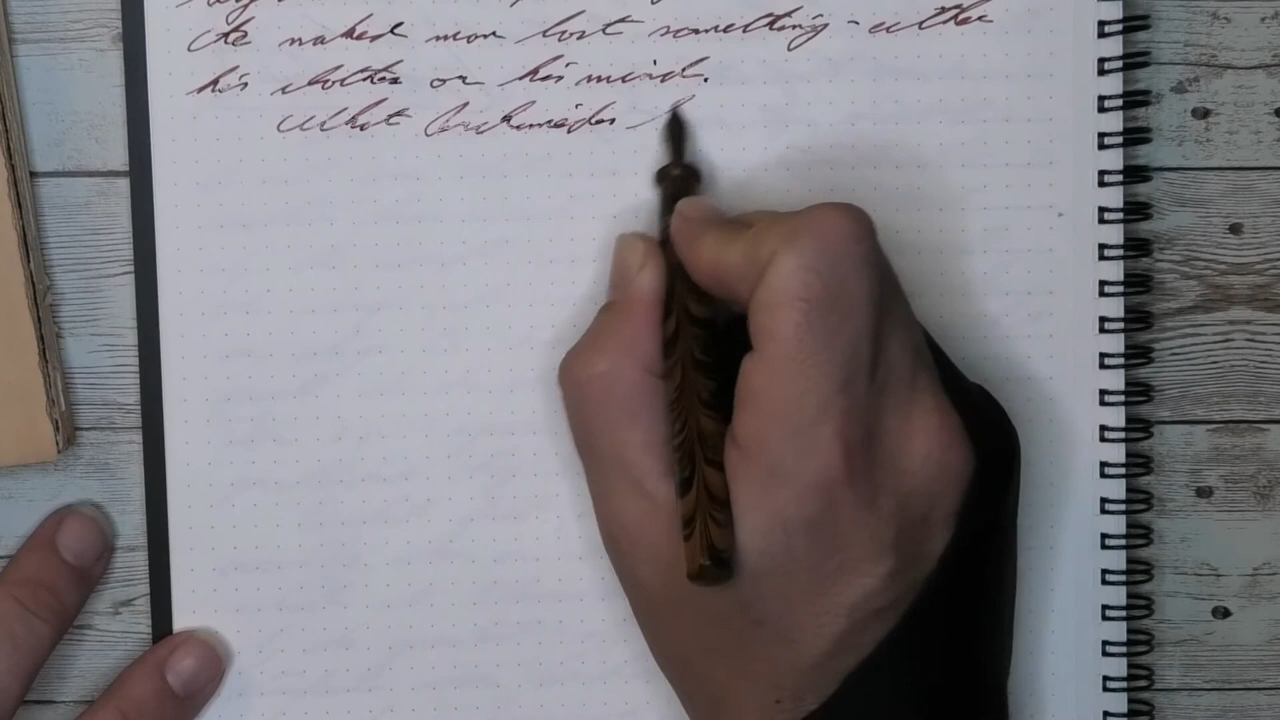 The naked man lost something - either
his clothes or his mind.
What Archimedes